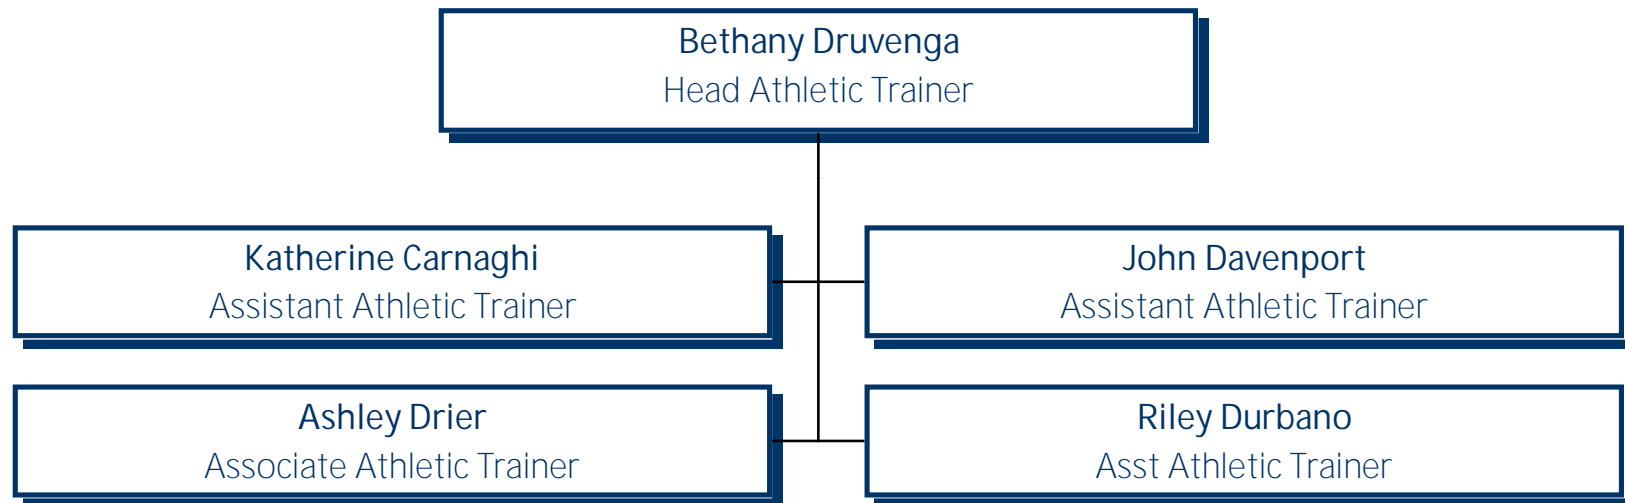 Bethany Druvenga
Head Athletic Trainer
Katherine Carnaghi
Assistant Athletic Trainer
John Davenport
Assistant Athletic Trainer
Ashley Drier
Associate Athletic Trainer
Riley Durbano
Asst Athletic Trainer